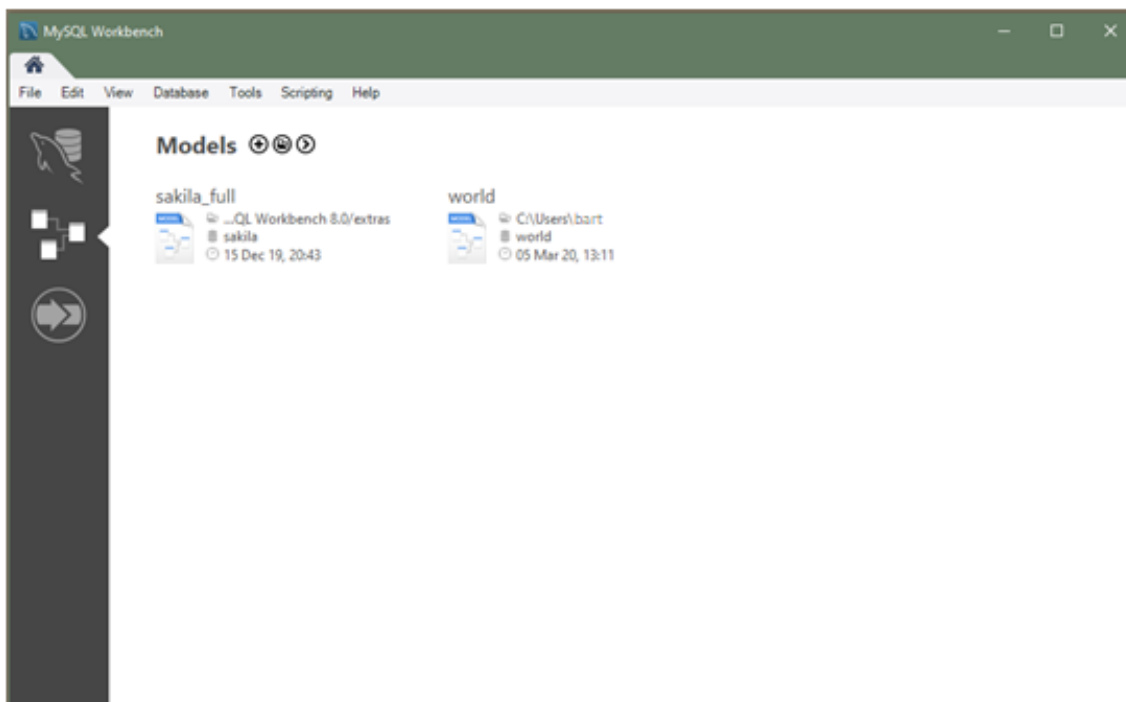 MySQL Workbench
File Edit View Database Tools Scripting Help
Models
sakila_full
...QL Workbench 8.0/extras
sakila
15 Dec 19, 20:43
world
C:\Users\bart
world
05 Mar 20, 13:11